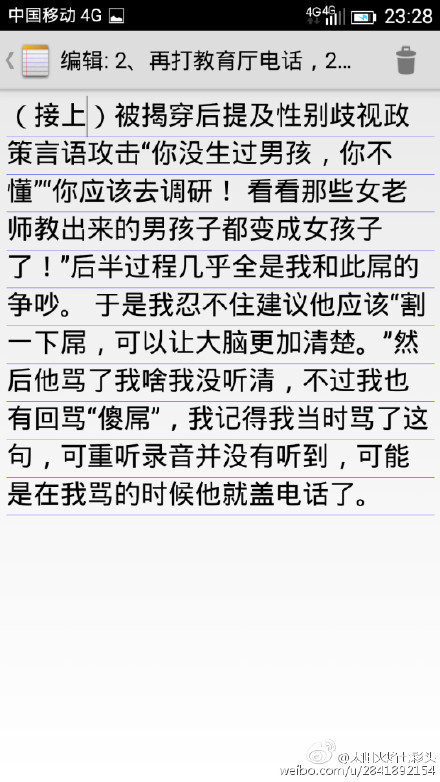 中国移动 4G 4G 4G 23:28
编辑: 2、再打教育厅电话，2...
（接上）被揭穿后提及性别歧视政
策言语攻击“你没生过男孩，你不
懂”“你应该去调研！ 看看那些女老
师教出来的男孩子都变成女孩子
了！”后半过程几乎全是我和此屌的
争吵。 于是我忍不住建议他应该“割
一下屌，可以让大脑更加清楚。”然
后他骂了我啥我没听清，不过我也
有回骂“傻屌”，我记得我当时骂了这
句，可重听录音并没有听到，可能
是在我骂的时候他就盖电话了。
weibo.com/u/2841892154